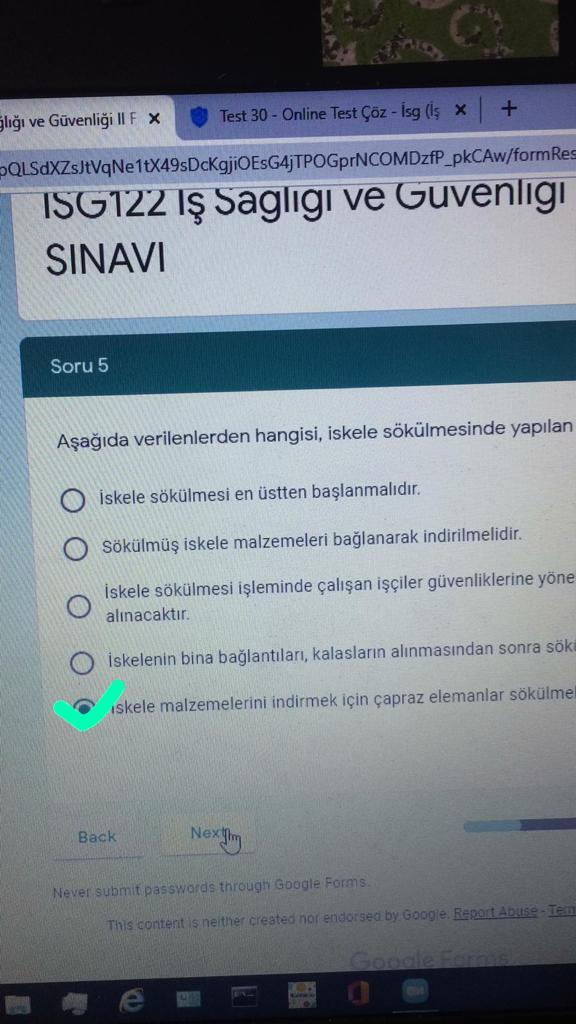 ğlığı ve Güvenliği II F
Test 30 - Online Test Çöz - İsg (İş
pQLSdXZsJtVqNe1tX49sDcKgjiOEsG4jTPOGprNCOMDzfP_pkCAw/formRes
ISG122 İş Sağlığı ve Güvenliği
SINAVI
Soru 5
Aşağıda verilenlerden hangisi, iskele sökülmesinde yapılan
İskele sökülmesi en üstten başlanmalıdır.
Sökülmüş iskele malzemeleri bağlanarak indirilmelidir.
İskele sökülmesi işleminde çalışan işçiler güvenliklerine yöne
alınacaktır.
İskelenin bina bağlantıları, kalasların alınmasından sonra sök
iskele malzemelerini indirmek için çapraz elemanlar sökülme
Back
Next
Never submit passwords through Google Forms.
This content is neither created nor endorsed by Google. Report Abuse - Term
Google Forms